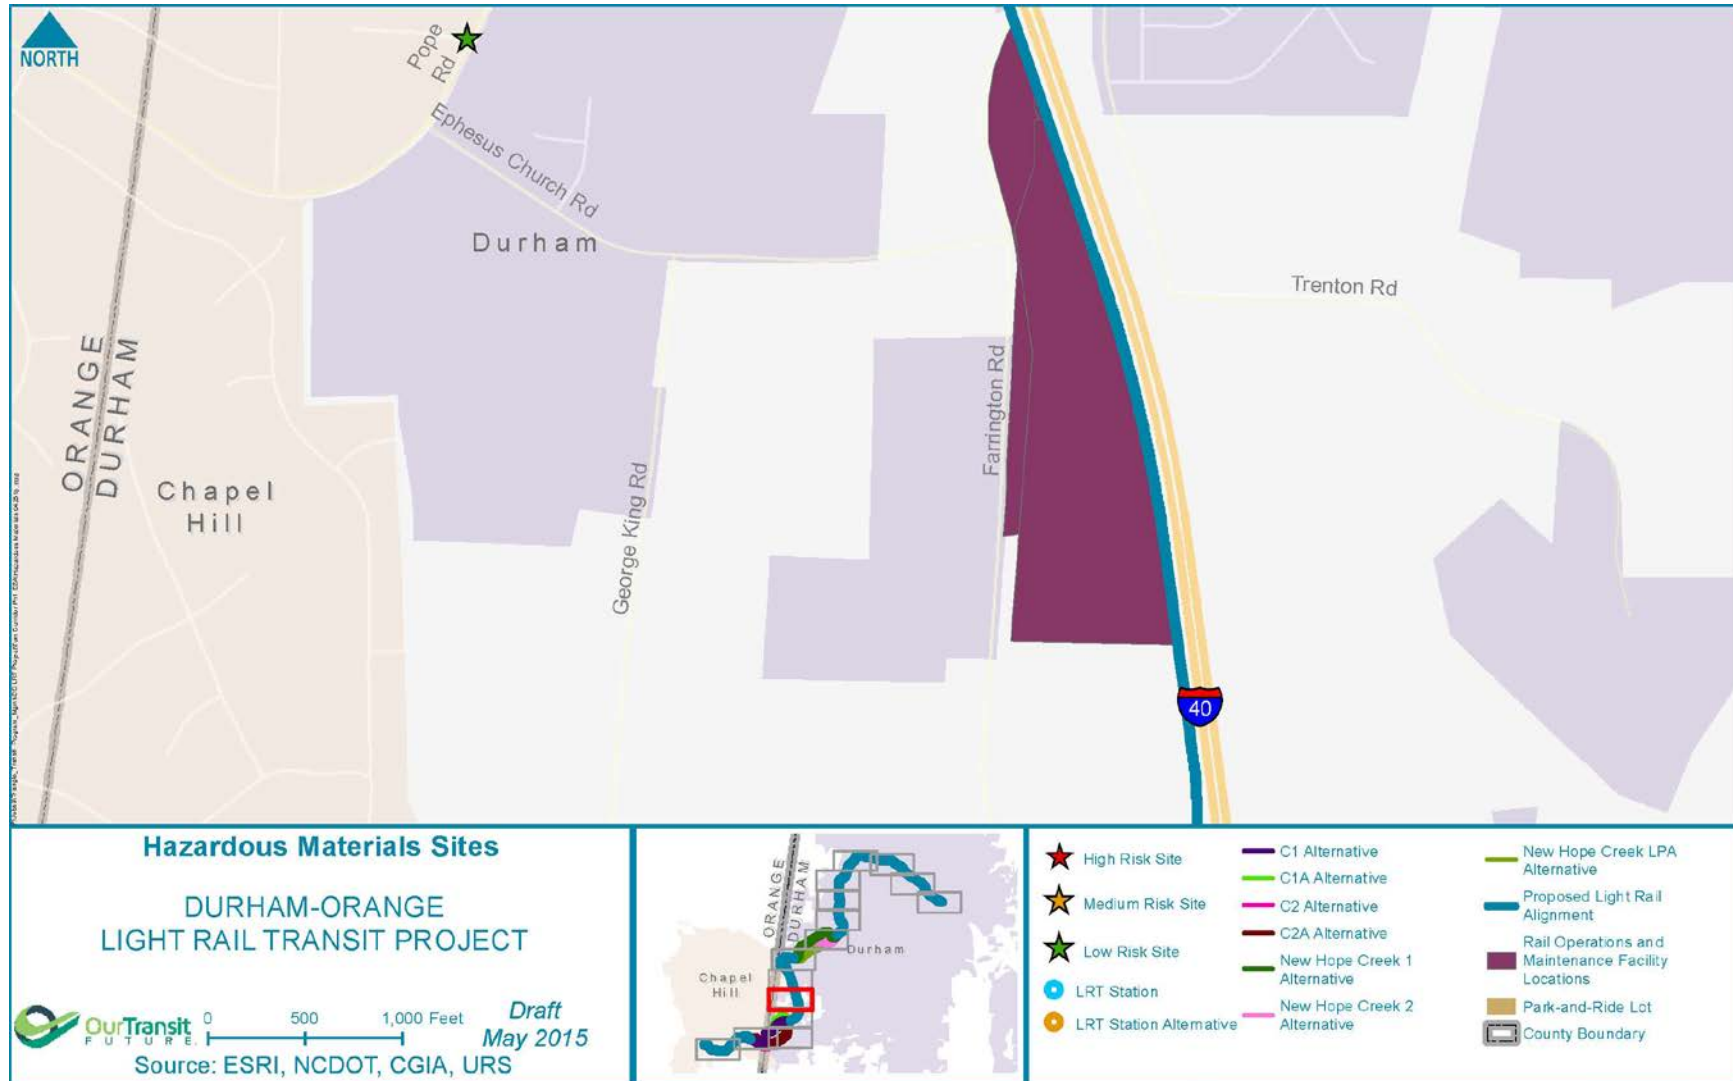 NORTH
Pope
Rd
Ephesus Church Rd
Durham
Trenton Rd
ORANGE
DURHAM
Farrington Rd
Chapel
Hill
George King Rd
40
Hazardous Materials Sites
DURHAM-ORANGE
LIGHT RAIL TRANSIT PROJECT
OurTransit
FUTURE
0 500 1,000 Feet
Draft
May 2015
Source: ESRI, NCDOT, CGIA, URS
ORANGE
DURHAM
Durham
Chapel
Hill
High Risk Site
Medium Risk Site
Low Risk Site
LRT Station
LRT Station Alternative
C1 Alternative
C1A Alternative
C2 Alternative
C2A Alternative
New Hope Creek 1
Alternative
New Hope Creek 2
Alternative
New Hope Creek LPA
Alternative
Proposed Light Rail
Alignment
Rail Operations and
Maintenance Facility
Locations
Park-and-Ride Lot
County Boundary